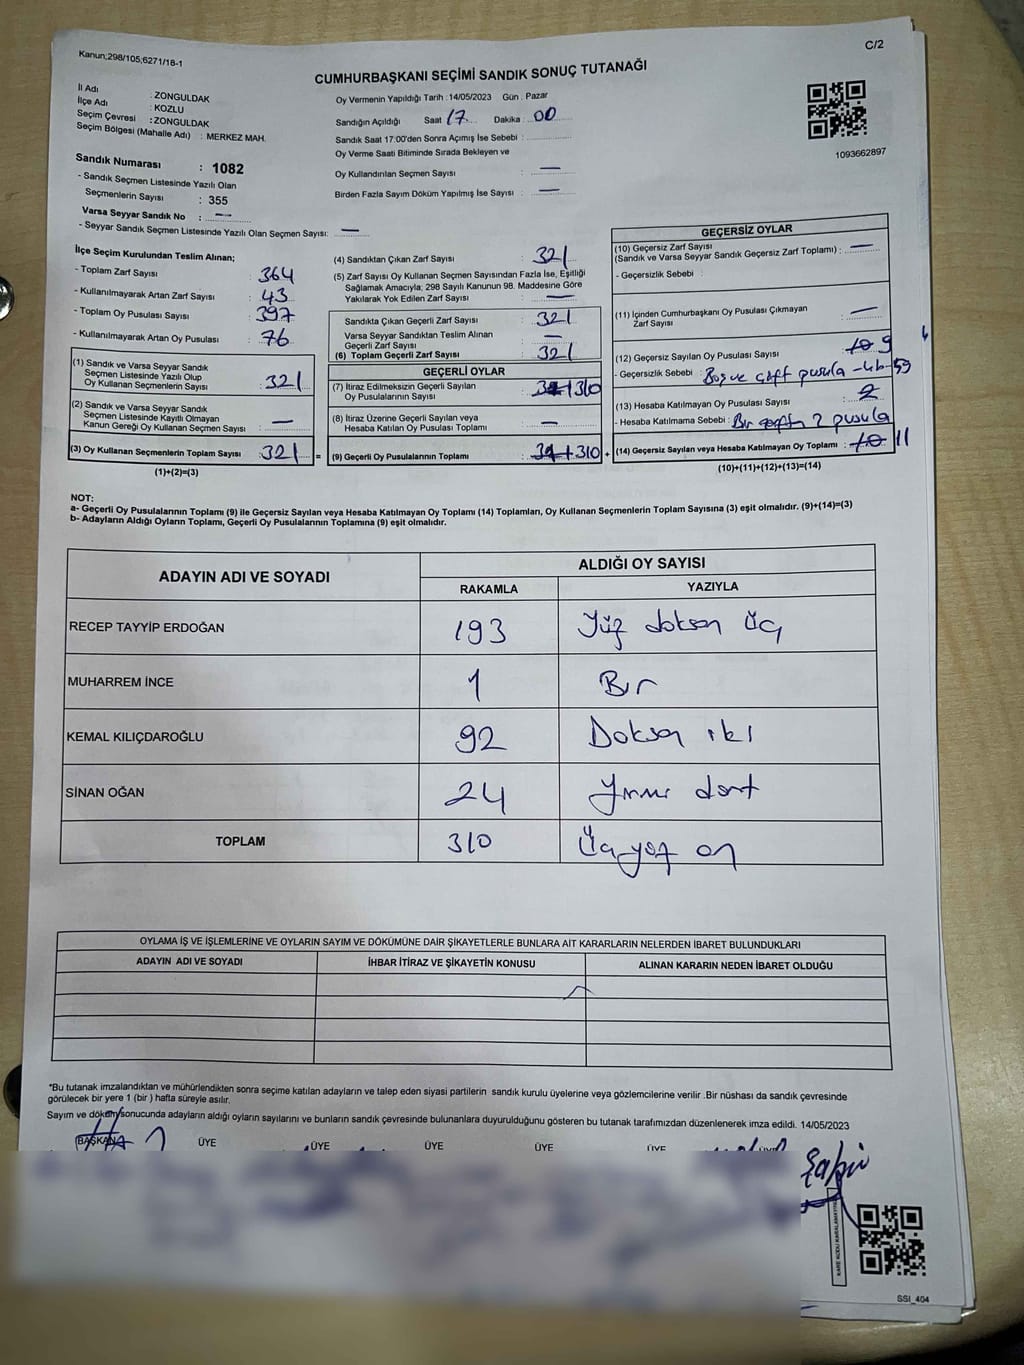 Kanun;298/105,6271/18-1
C/2
CUMHURBAŞKANI SEÇİMİ SANDIK SONUÇ TUTANAĞI
İl Adı : ZONGULDAK
İlçe Adı : KOZLU
Seçim Çevresi : ZONGULDAK
Seçim Bölgesi (Mahalle Adı) : MERKEZ MAH.
Oy Vermenin Yapıldığı Tarih : 14/05/2023 Gün : Pazar
Sandığın Açıldığı Saat 17 Dakika 00
Sandık Saat 17:00'den Sonra Açımış İse Sebebi :
Oy Verme Saati Bitiminde Sırada Bekleyen ve
Oy Kullandırılan Seçmen Sayısı : —
Birden Fazla Sayım Döküm Yapılmış İse Sayısı : —
1093662897
Sandık Numarası : 1082
- Sandık Seçmen Listesinde Yazılı Olan
Seçmenlerin Sayısı : 355
Varsa Seyyar Sandık No : —
- Seyyar Sandık Seçmen Listesinde Yazılı Olan Seçmen Sayısı: —
İlçe Seçim Kurulundan Teslim Alınan;
- Toplam Zarf Sayısı : 364
- Kullanılmayarak Artan Zarf Sayısı : 43
- Toplam Oy Pusulası Sayısı : 397
- Kullanılmayarak Artan Oy Pusulası : 76
(1) Sandık ve Varsa Seyyar Sandık
Seçmen Listesinde Yazılı Olup
Oy Kullanan Seçmenlerin Sayısı : 321
(2) Sandık ve Varsa Seyyar Sandık
Seçmen Listesinde Kayıtlı Olmayan
Kanun Gereği Oy Kullanan Seçmen Sayısı : —
(3) Oy Kullanan Seçmenlerin Toplam Sayısı : 321 =
(1)+(2)=(3)
(4) Sandıktan Çıkan Zarf Sayısı : 321
(5) Zarf Sayısı Oy Kullanan Seçmen Sayısından Fazla İse, Eşitliği
Sağlamak Amacıyla; 298 Sayılı Kanunun 98. Maddesine Göre
Yakılarak Yok Edilen Zarf Sayısı : —
Sandıkta Çıkan Geçerli Zarf Sayısı : 321
Varsa Seyyar Sandıktan Teslim Alınan
Geçerli Zarf Sayısı : —
(6) Toplam Geçerli Zarf Sayısı : 321
GEÇERLİ OYLAR
(7) İtiraz Edilmeksizin Geçerli Sayılan
Oy Pusulalarının Sayısı : 310
(8) İtiraz Üzerine Geçerli Sayılan veya
Hesaba Katılan Oy Pusulası Toplamı : —
(9) Geçerli Oy Pusulalarının Toplamı : 310 +
GEÇERSİZ OYLAR
(10) Geçersiz Zarf Sayısı
(Sandık ve Varsa Seyyar Sandık Geçersiz Zarf Toplamı) : —
- Geçersizlik Sebebi :
(11) İçinden Cumhurbaşkanı Oy Pusulası Çıkmayan
Zarf Sayısı : —
(12) Geçersiz Sayılan Oy Pusulası Sayısı : 10 9
- Geçersizlik Sebebi : Boş ve çift pusula
(13) Hesaba Katılmayan Oy Pusulası Sayısı : 2
- Hesaba Katılmama Sebebi : Bir zarfta 2 pusula
(14) Geçersiz Sayılan veya Hesaba Katılmayan Oy Toplamı : 10 11
(10)+(11)+(12)+(13)=(14)
NOT:
a- Geçerli Oy Pusulalarının Toplamı (9) ile Geçersiz Sayılan veya Hesaba Katılmayan Oy Toplamı (14) Toplamları, Oy Kullanan Seçmenlerin Toplam Sayısına (3) eşit olmalıdır. (9)+(14)=(3)
b- Adayların Aldığı Oyların Toplamı, Geçerli Oy Pusulalarının Toplamına (9) eşit olmalıdır.
ADAYIN ADI VE SOYADI ALDIĞI OY SAYISI
RAKAMLA YAZIYLA
RECEP TAYYİP ERDOĞAN 193 Yüz doksan üç
MUHARREM İNCE 1 Bir
KEMAL KILIÇDAROĞLU 92 Doksan iki
SİNAN OĞAN 24 Yirmi dört
TOPLAM 310 Üçyüz on
OYLAMA İŞ VE İŞLEMLERİNE VE OYLARIN SAYIM VE DÖKÜMÜNE DAİR ŞİKAYETLERLE BUNLARA AİT KARARLARIN NELERDEN İBARET BULUNDUKLARI
ADAYIN ADI VE SOYADI İHBAR İTİRAZ VE ŞİKAYETİN KONUSU ALINAN KARARIN NEDEN İBARET OLDUĞU
*Bu tutanak imzalandıktan ve mühürlendikten sonra seçime katılan adayların ve talep eden siyasi partilerin sandık kurulu üyelerine veya gözlemcilerine verilir .Bir nüshası da sandık çevresinde
görülecek bir yere 1 (bir ) hafta süreyle asılır.
Sayım ve döküm sonucunda adayların aldığı oyların sayılarını ve bunların sandık çevresinde bulunanlara duyurulduğunu gösteren bu tutanak tarafımızdan düzenlenerek imza edildi. 14/05/2023
BAŞKAN ÜYE ÜYE ÜYE ÜYE ÜYE ÜYE
SSI_404